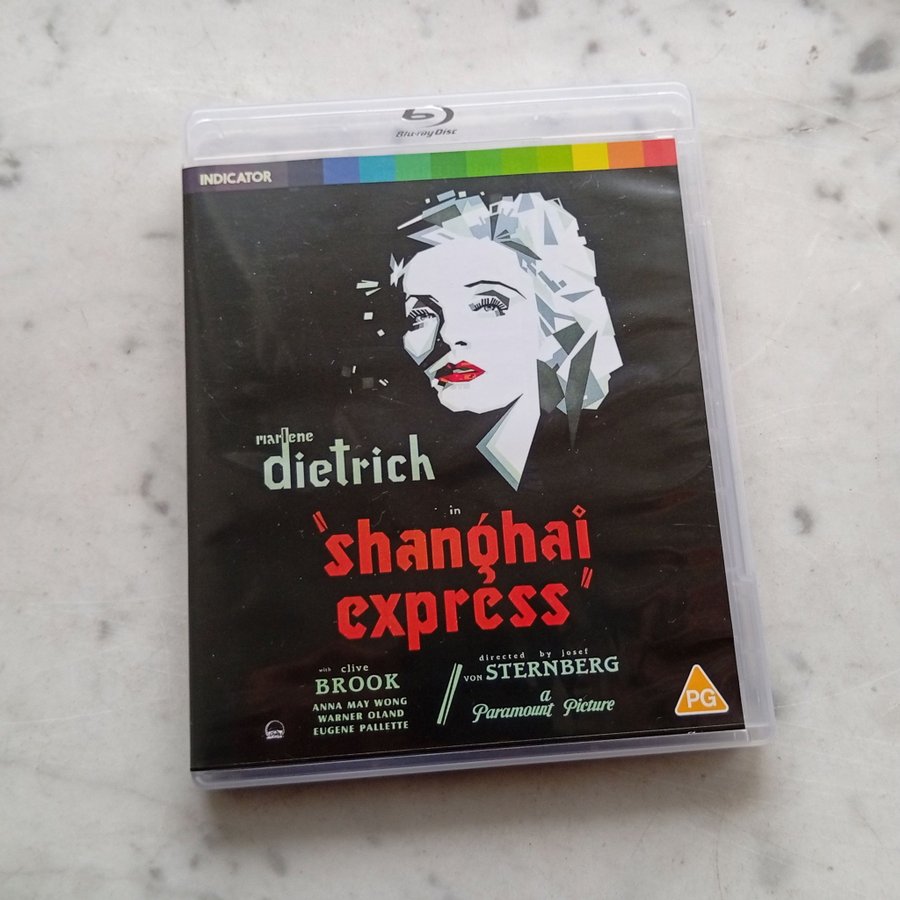 Blu-ray Disc
INDICATOR
marlene
dietrich
in
"shanghai
express"
with clive
BROOK
ANNA MAY WONG
WARNER OLAND
EUGENE PALLETTE
directed by josef
VON STERNBERG
a
Paramount Picture
PG